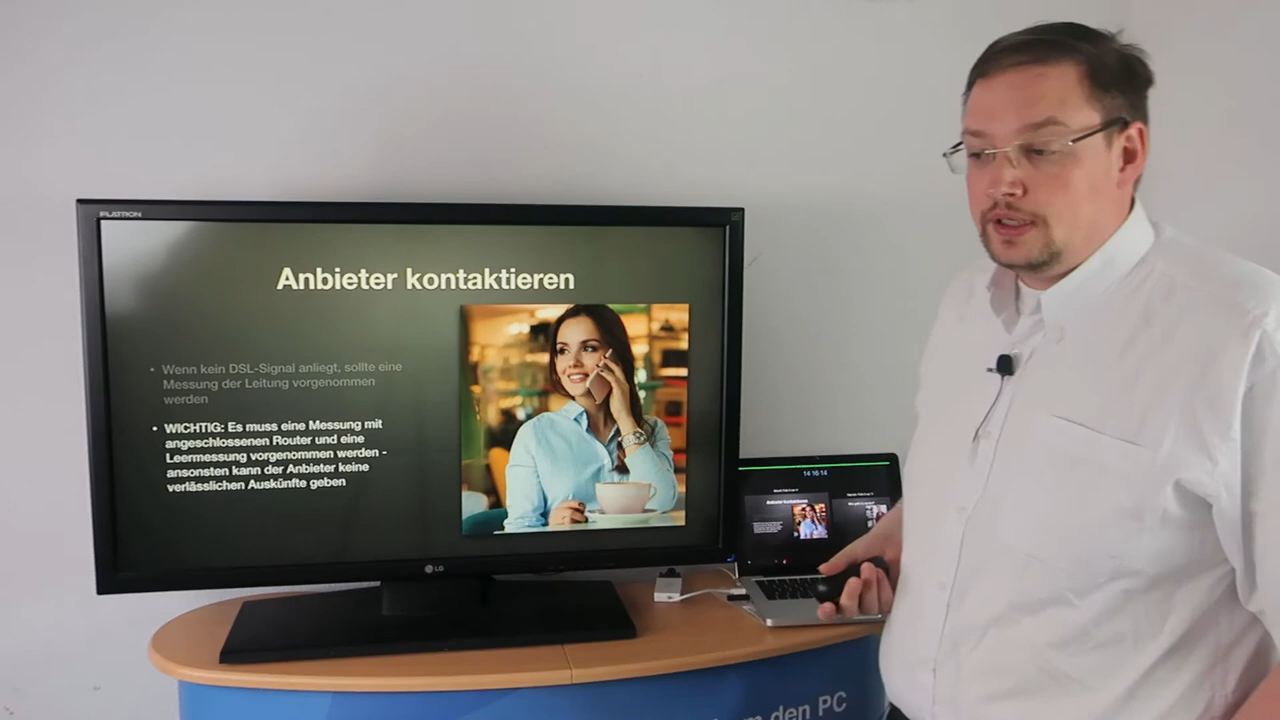 FLATRON
Anbieter kontaktieren
• Wenn kein DSL-Signal anliegt, sollte eine
Messung der Leitung vorgenommen
werden
• WICHTIG: Es muss eine Messung mit
angeschlossenen Router und eine
Leermessung vorgenommen werden -
ansonsten kann der Anbieter keine
verlässlichen Auskünfte geben
LG
14:16:14
Anbieter kontaktieren
den PC